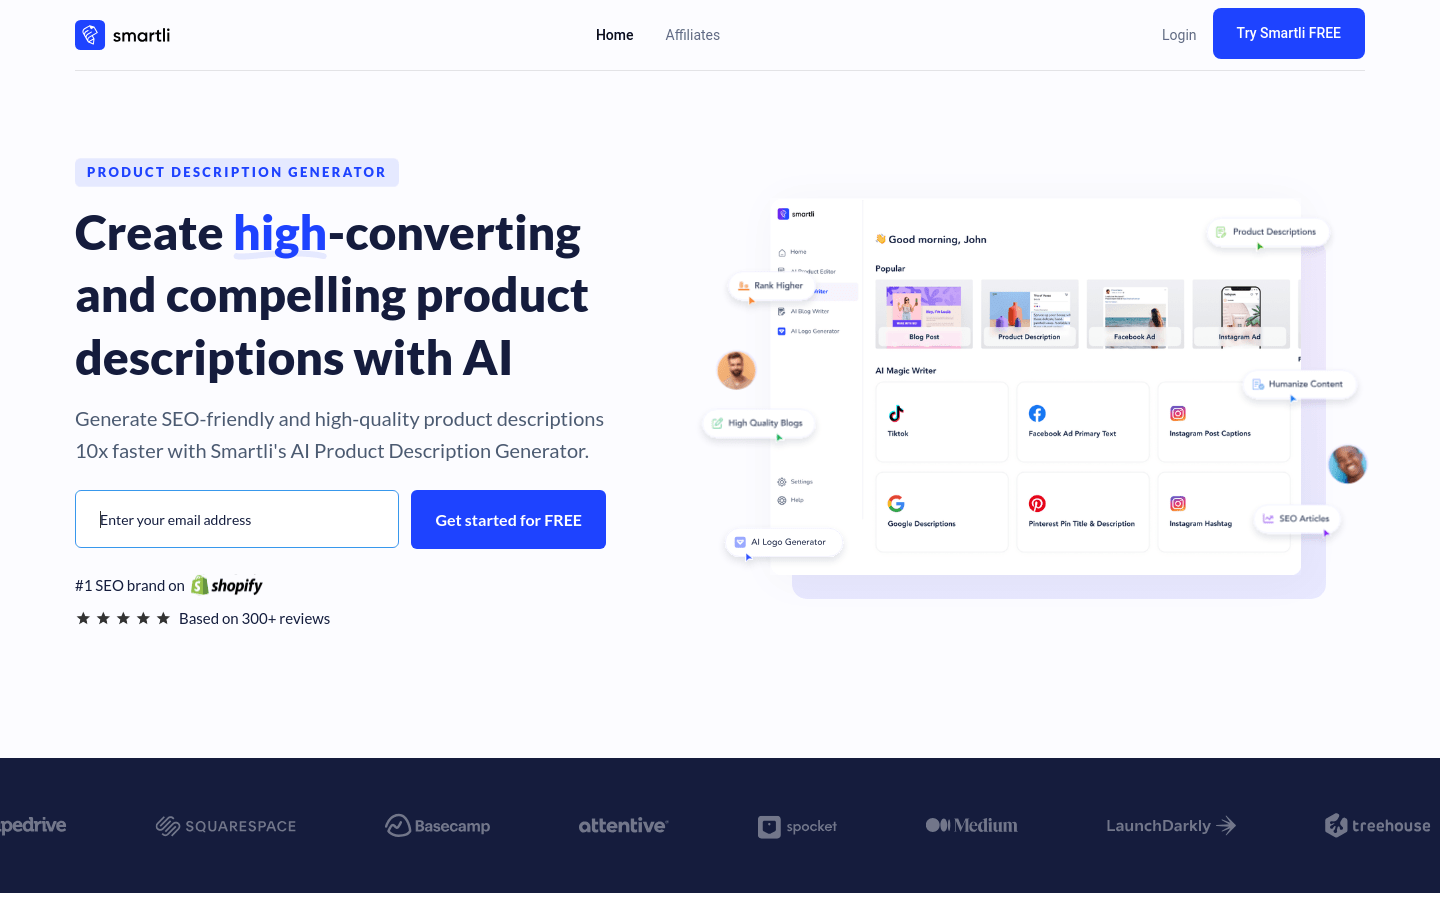 smartli
Home
Affiliates
Login
Try Smartli FREE
PRODUCT DESCRIPTION GENERATOR
Create high-converting
and compelling product
descriptions with AI
Generate SEO-friendly and high-quality product descriptions
10x faster with Smartli's AI Product Description Generator.
Enter your email address
Get started for FREE
#1 SEO brand on shopify
Based on 300+ reviews
smartli
👋 Good morning, John
Product Descriptions
Home
Popular
Rank Higher
AI Blog Writer
AI Logo Generator
Blog Post
Product Description
Facebook Ad
Instagram Ad
AI Magic Writer
Humanize Content
High Quality Blogs
Tiktok
Facebook Ad Primary Text
Instagram Post Captions
Settings
Help
Google Descriptions
Pinterest Pin Title & Description
Instagram Hashtag
SEO Articles
AI Logo Generator
pedrive
SQUARESPACE
Basecamp
attentive
spocket
Medium
LaunchDarkly
treehouse